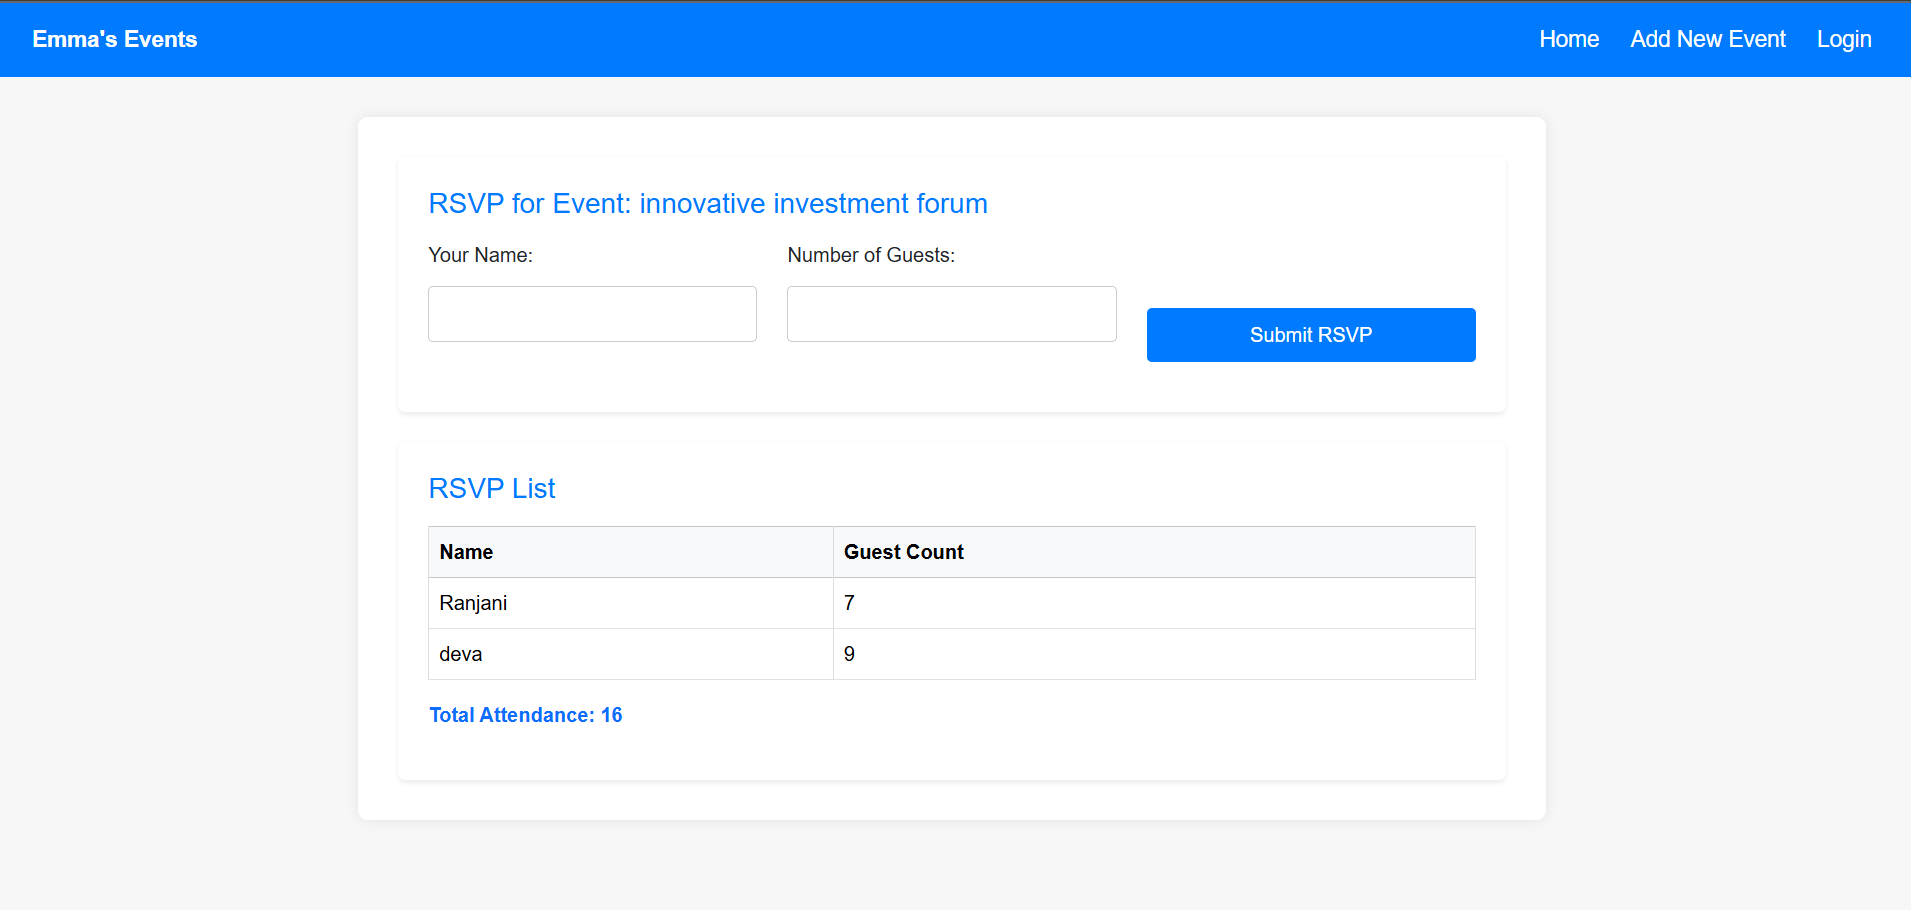 Emma's Events Home Add New Event Login
RSVP for Event: innovative investment forum
Your Name: Number of Guests:
Submit RSVP
RSVP List
Name Guest Count
Ranjani 7
deva 9
Total Attendance: 16